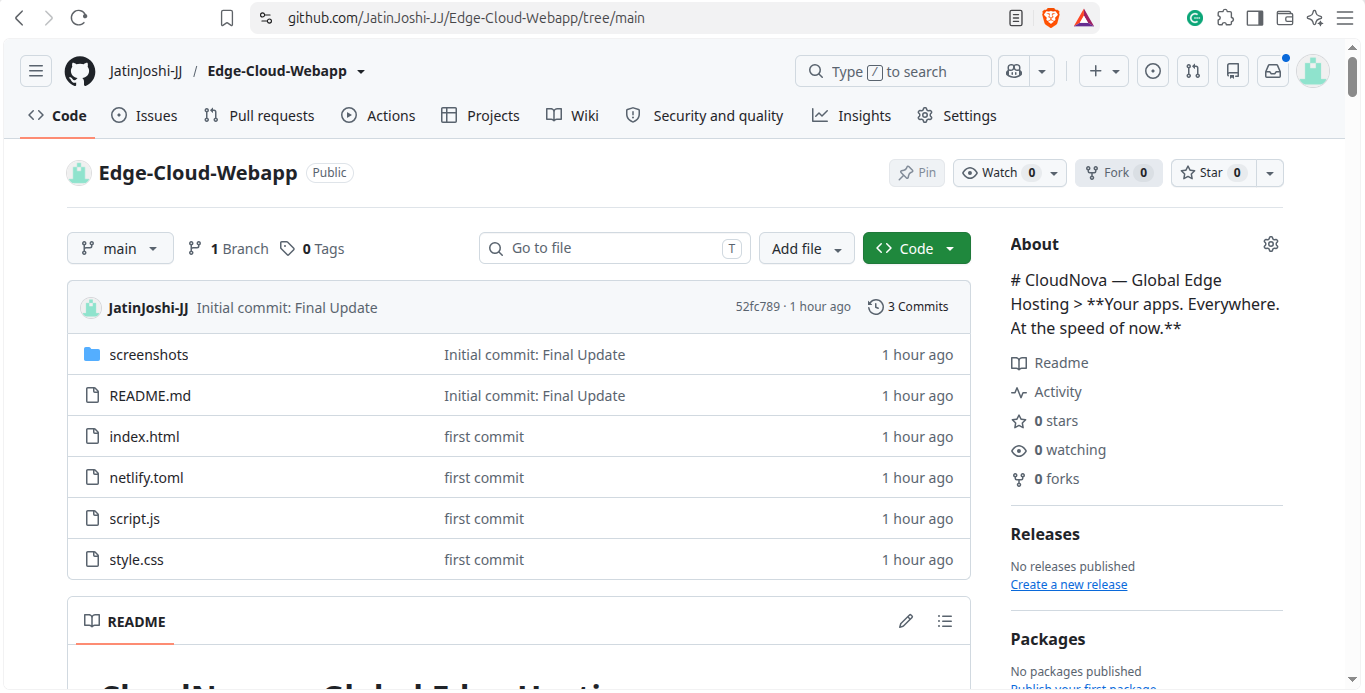 github.com/JatinJoshi-JJ/Edge-Cloud-Webapp/tree/main
JatinJoshi-JJ / Edge-Cloud-Webapp
Type / to search
Code Issues Pull requests Actions Projects Wiki Security and quality Insights Settings
Edge-Cloud-Webapp Public
Pin Watch 0 Fork 0 Star 0
main 1 Branch 0 Tags
Go to file T
Add file Code
JatinJoshi-JJ Initial commit: Final Update 52fc789 · 1 hour ago 3 Commits
screenshots Initial commit: Final Update 1 hour ago
README.md Initial commit: Final Update 1 hour ago
index.html first commit 1 hour ago
netlify.toml first commit 1 hour ago
script.js first commit 1 hour ago
style.css first commit 1 hour ago
README
About
# CloudNova — Global Edge
Hosting > **Your apps. Everywhere.
At the speed of now.**
Readme
Activity
0 stars
0 watching
0 forks
Releases
No releases published
Create a new release
Packages
No packages published
Publish your first package